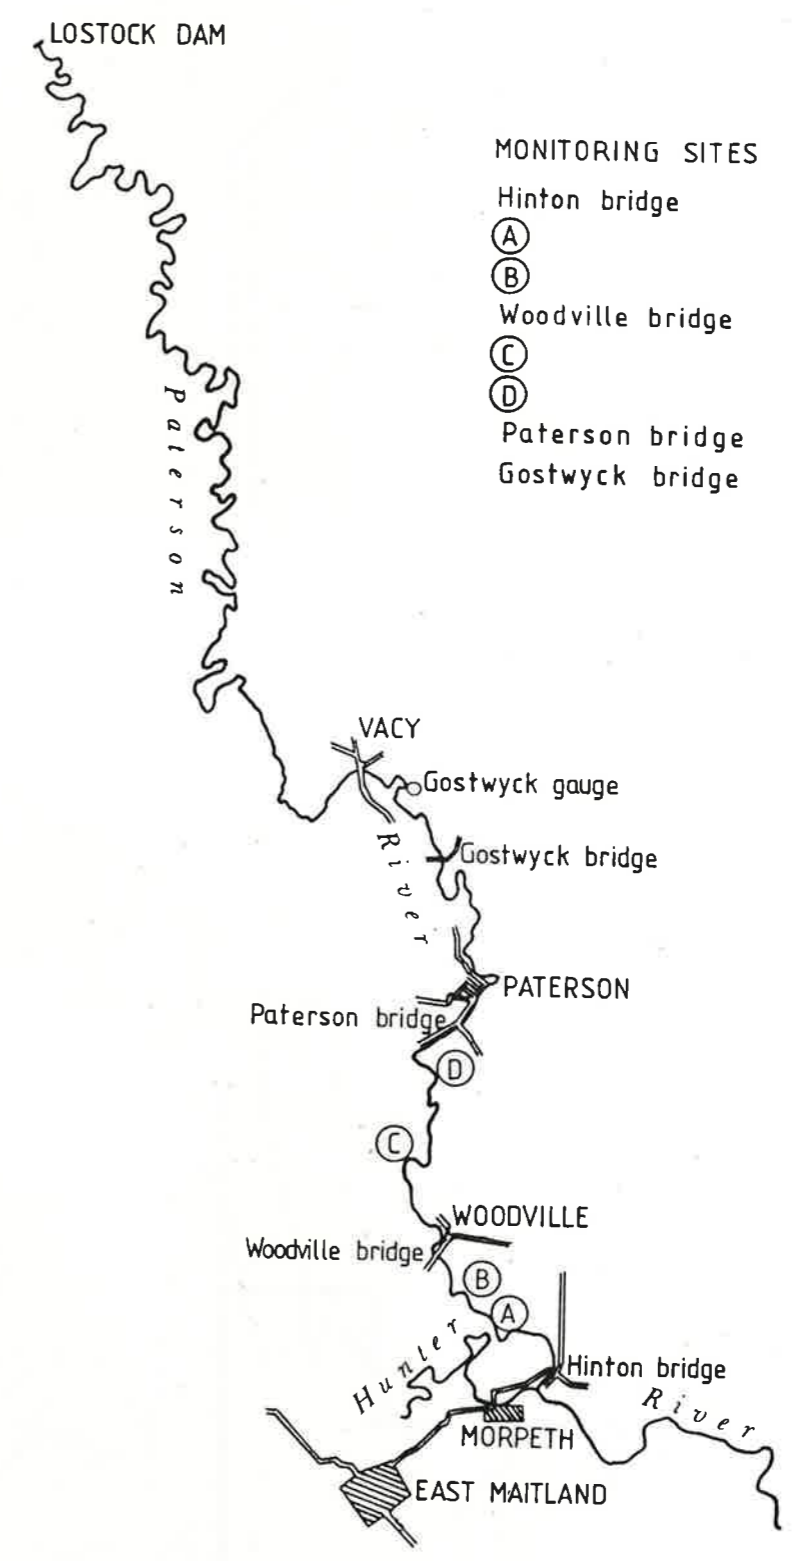 LOSTOCK DAM
MONITORING SITES
Hinton bridge
A
B
Woodville bridge
C
D
Paterson bridge
Gostwyck bridge
Paterson
VACY
Gostwyck gauge
River
Gostwyck bridge
PATERSON
Paterson bridge
D
C
WOODVILLE
Woodville bridge
B
A
Hunter
Hinton bridge
River
MORPETH
EAST MAITLAND